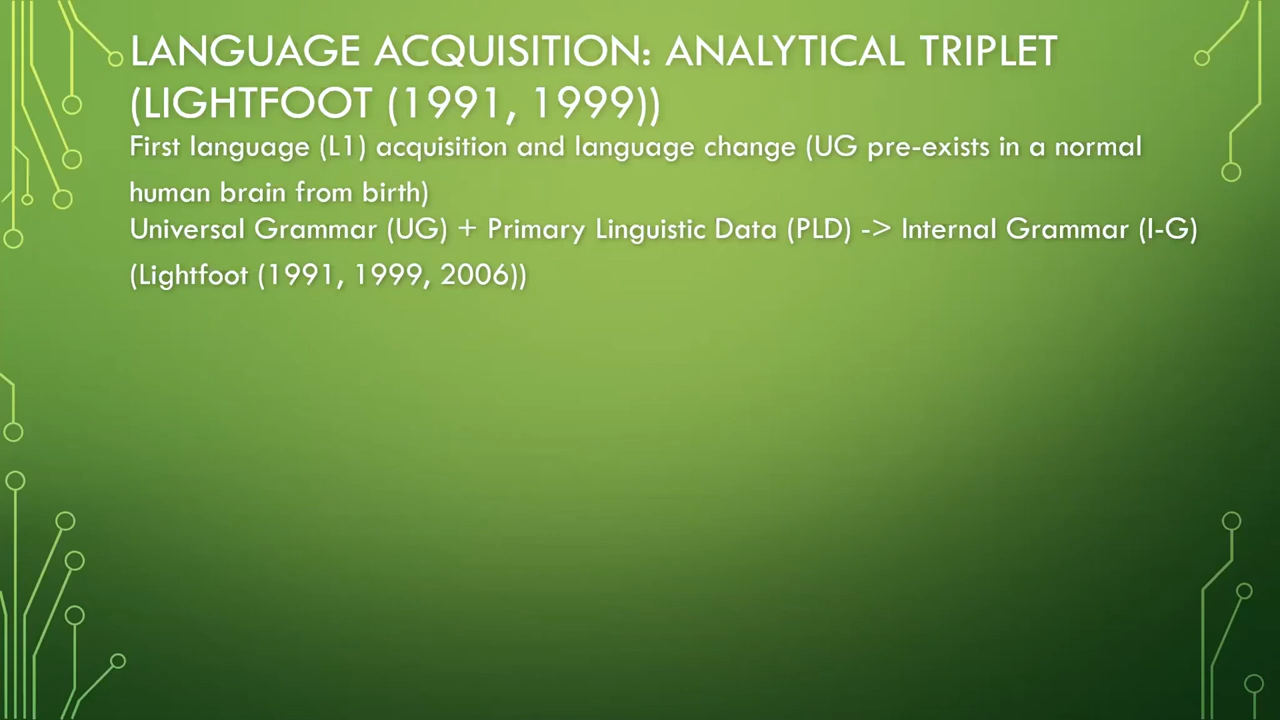 LANGUAGE ACQUISITION: ANALYTICAL TRIPLET
(LIGHTFOOT (1991, 1999))
First language (L1) acquisition and language change (UG pre-exists in a normal
human brain from birth)
Universal Grammar (UG) + Primary Linguistic Data (PLD) -> Internal Grammar (I-G)
(Lightfoot (1991, 1999, 2006))